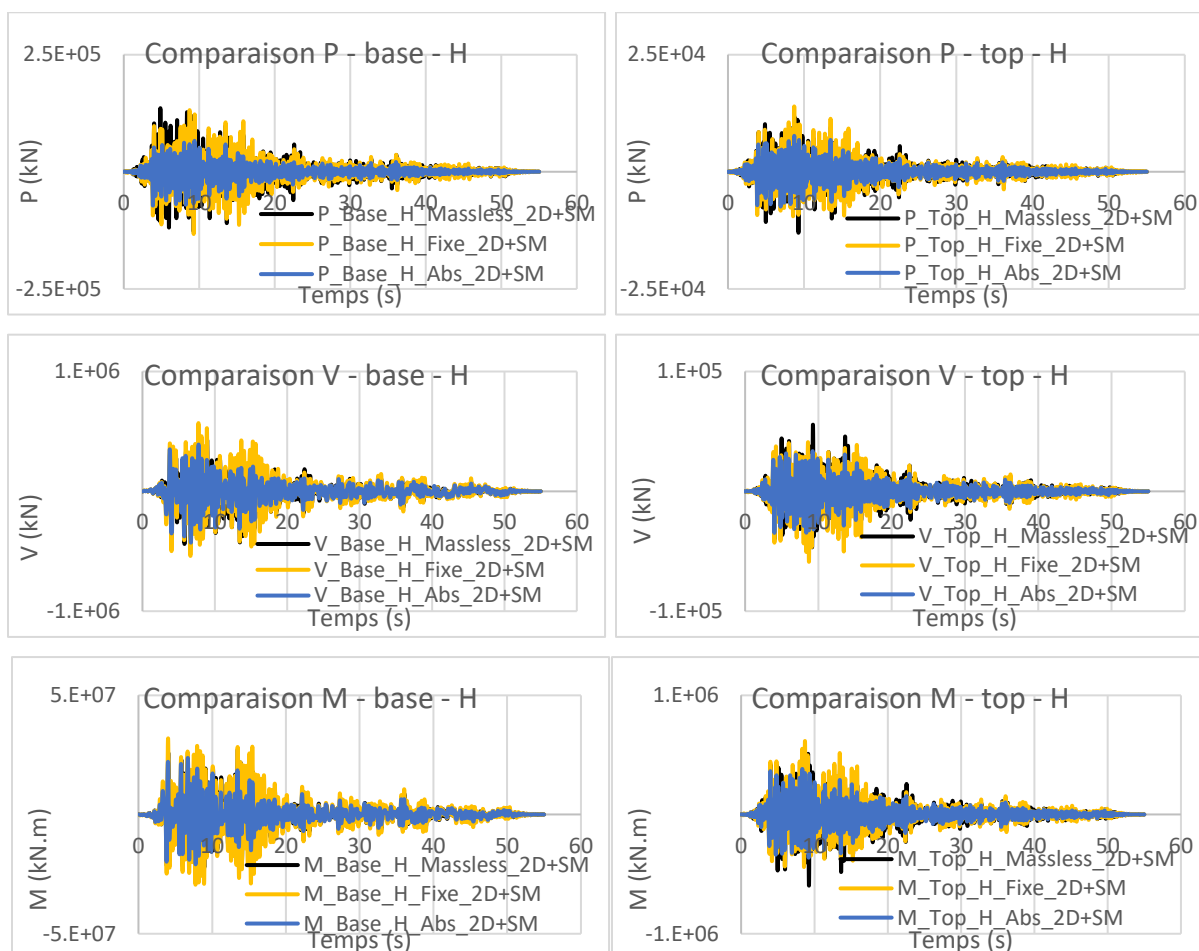 Comparaison P - base - H
2.5E+05
P (kN)
0 10 20 30 40 50 60
P_Base_H_Massless_2D+SM
P_Base_H_Fixe_2D+SM
P_Base_H_Abs_2D+SM
-2.5E+05
Temps (s)
Comparaison P - top - H
2.5E+04
P (kN)
0 10 20 30 40 50 60
P_Top_H_Massless_2D+SM
P_Top_H_Fixe_2D+SM
P_Top_H_Abs_2D+SM
-2.5E+04
Temps (s)
Comparaison V - base - H
1.E+06
V (kN)
0 10 20 30 40 50 60
V_Base_H_Massless_2D+SM
V_Base_H_Fixe_2D+SM
V_Base_H_Abs_2D+SM
-1.E+06
Temps (s)
Comparaison V - top - H
1.E+05
V (kN)
0 10 20 30 40 50 60
V_Top_H_Massless_2D+SM
V_Top_H_Fixe_2D+SM
V_Top_H_Abs_2D+SM
-1.E+05
Temps (s)
Comparaison M - base - H
5.E+07
M (kN.m)
0 10 20 30 40 50 60
M_Base_H_Massless_2D+SM
M_Base_H_Fixe_2D+SM
M_Base_H_Abs_2D+SM
-5.E+07
Temps (s)
Comparaison M - top - H
1.E+06
M (kN.m)
0 10 20 30 40 50 60
M_Top_H_Massless_2D+SM
M_Top_H_Fixe_2D+SM
M_Top_H_Abs_2D+SM
-1.E+06
Temps (s)